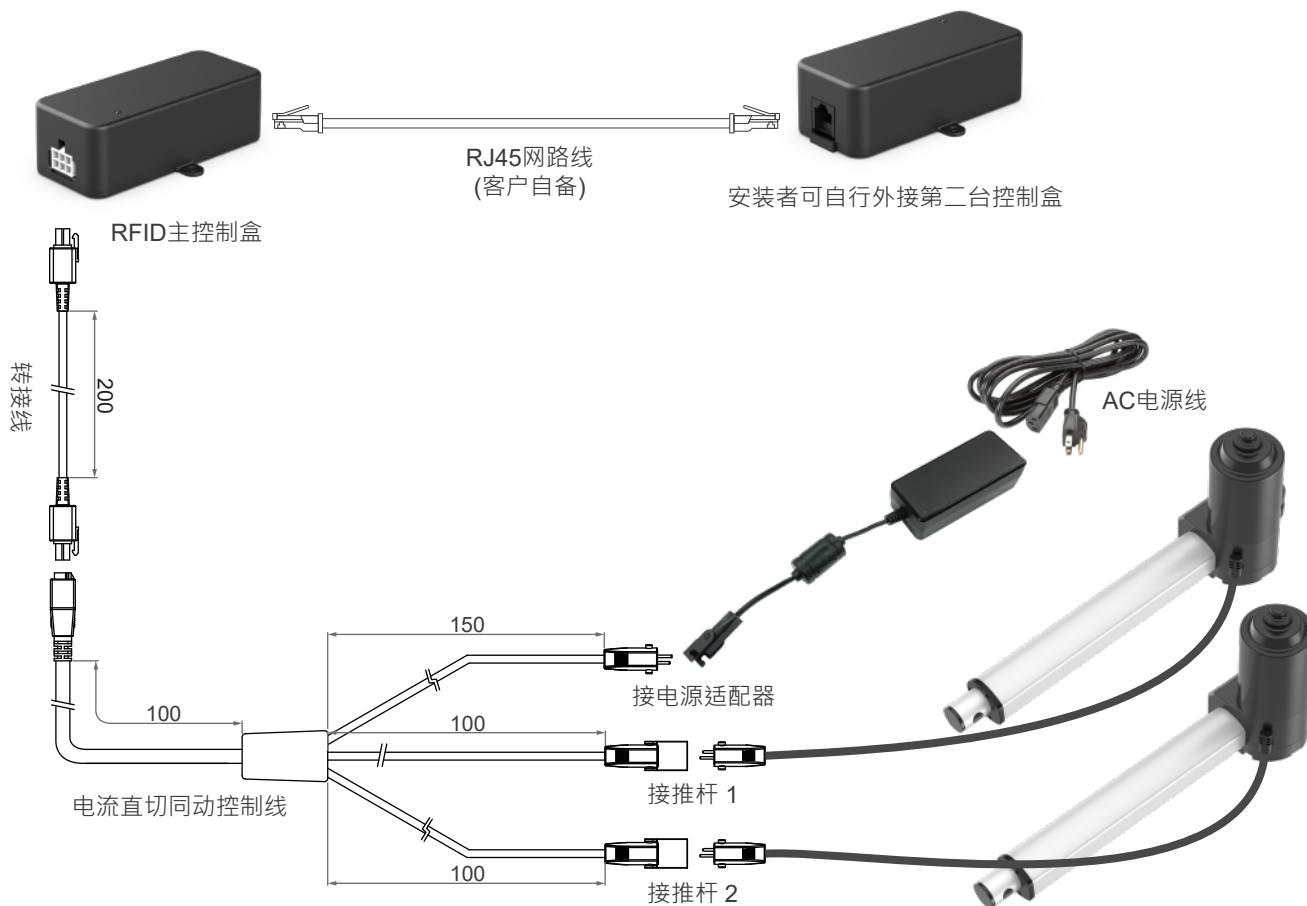 RJ45网路线
(客户自备)
安装者可自行外接第二台控制盒
RFID主控制盒
转接线
200
AC电源线
150
接电源适配器
100
100
接推杆 1
电流直切同动控制线
100
接推杆 2